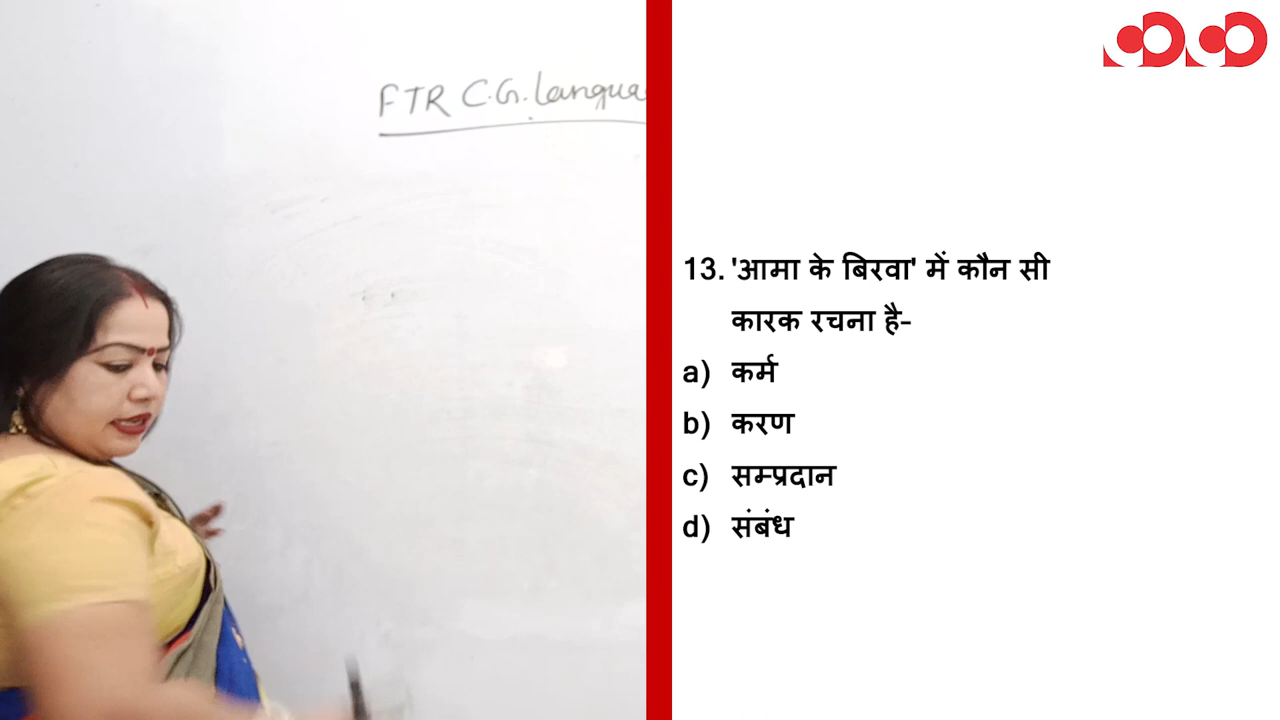 FTR C.G. Langua
13. 'आमा के बिरवा' में कौन सी
कारक रचना है-
a) कर्म
b) करण
c) सम्प्रदान
d) संबंध